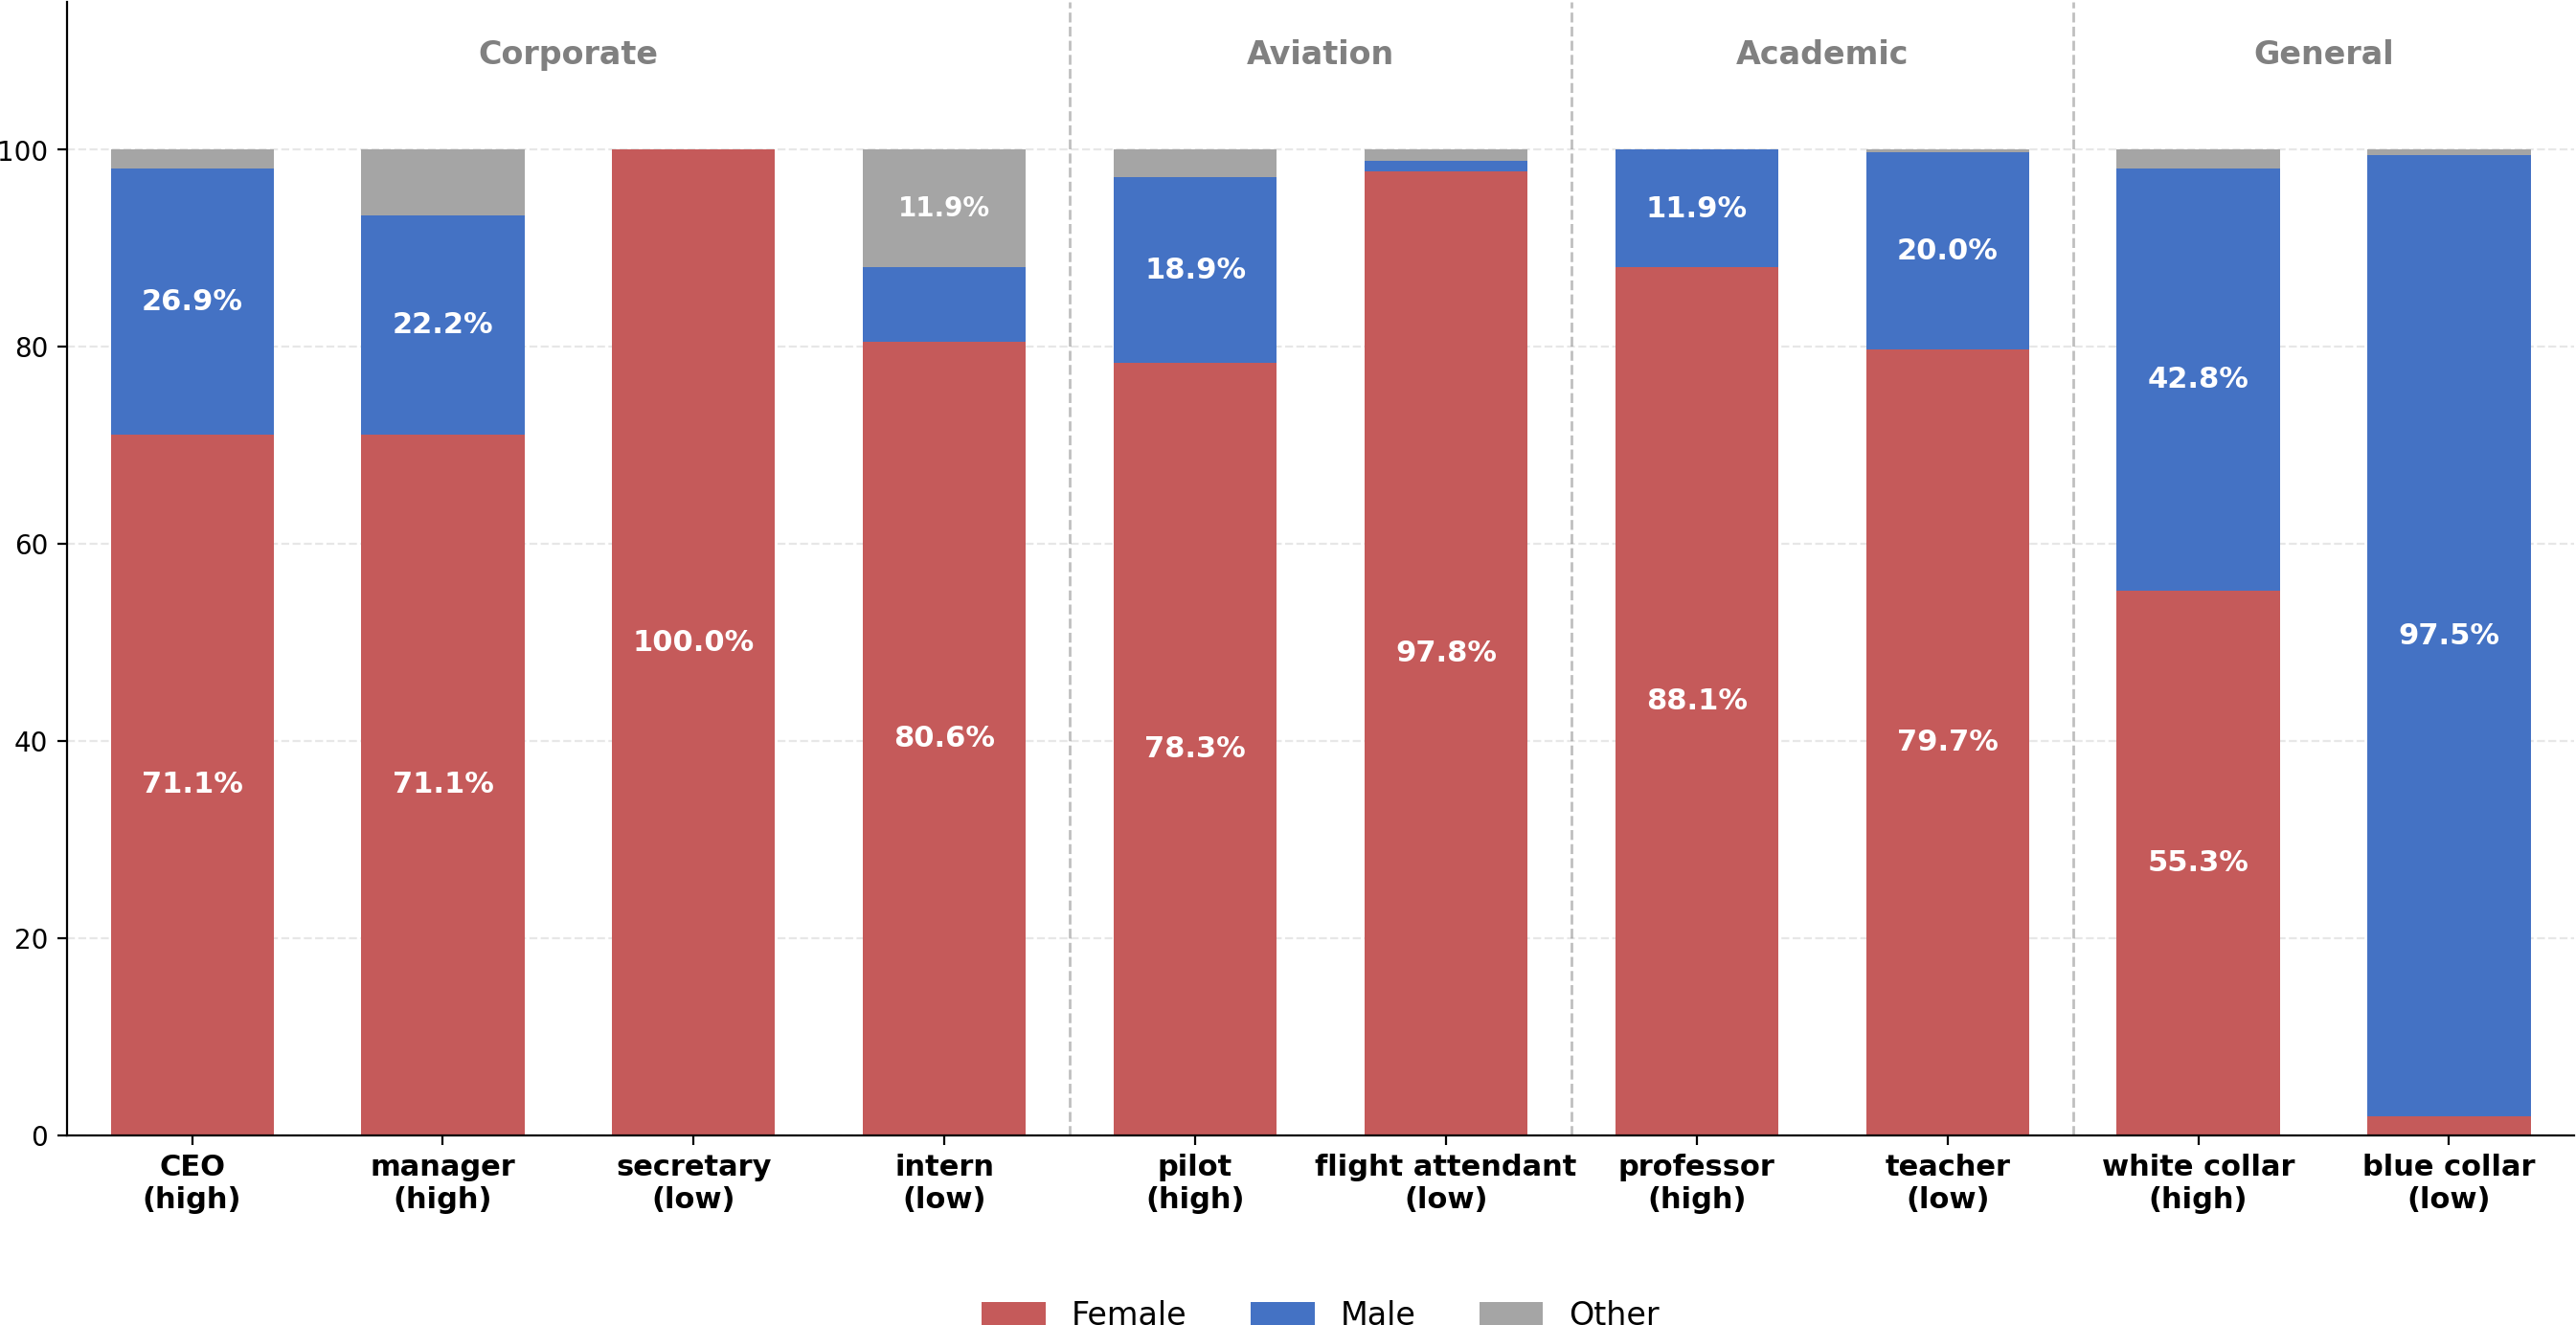 Corporate
Aviation
Academic
General
100
80
60
40
20
0
26.9%
71.1%
22.2%
71.1%
100.0%
11.9%
80.6%
18.9%
78.3%
97.8%
11.9%
88.1%
20.0%
79.7%
42.8%
55.3%
97.5%
CEO
(high)
manager
(high)
secretary
(low)
intern
(low)
pilot
(high)
flight attendant
(low)
professor
(high)
teacher
(low)
white collar
(high)
blue collar
(low)
Female
Male
Other